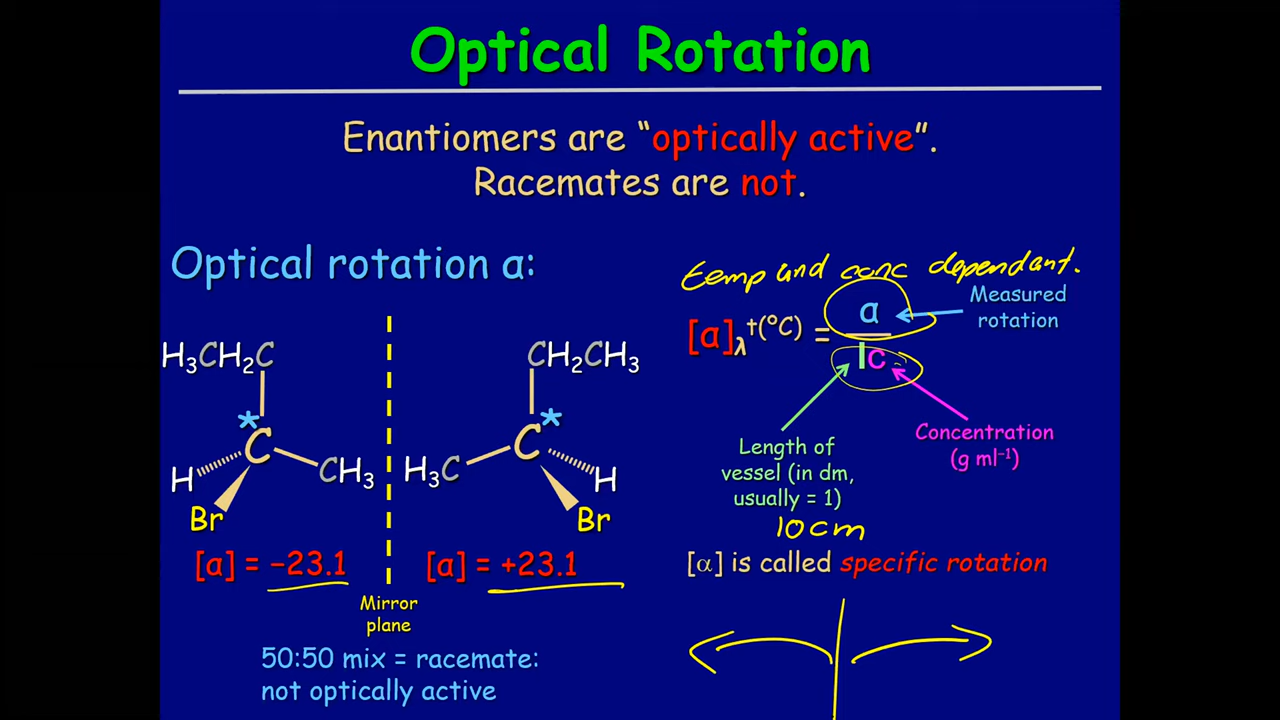 Optical Rotation
Enantiomers are “optically active”.
Racemates are not.
Optical rotation α:
temp and conc dependant.
Measured
rotation
[α]λ t(°C) = α
lc
H₃CH₂C
CH₂CH₃
*
*
C
C
H
CH₃
H₃C
H
Br
Br
Length of
vessel (in dm,
usually = 1)
10cm
Concentration
(g ml⁻¹)
[α] = −23.1
[α] = +23.1
[α] is called specific rotation
Mirror
plane
50:50 mix = racemate:
not optically active